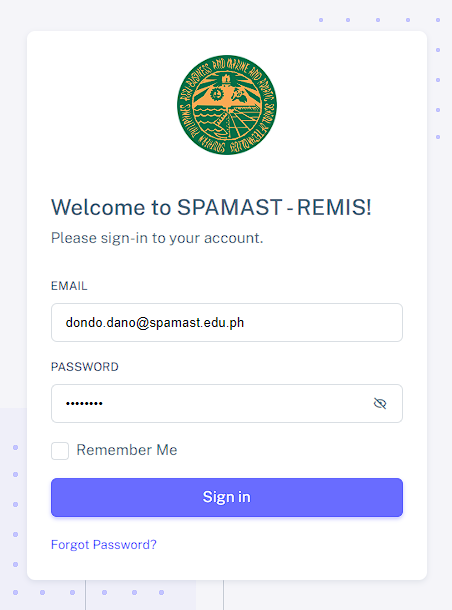 Welcome to SPAMAST - REMIS!
Please sign-in to your account.
EMAIL
dondo.dano@spamast.edu.ph
PASSWORD
••••••••
Remember Me
Sign in
Forgot Password?